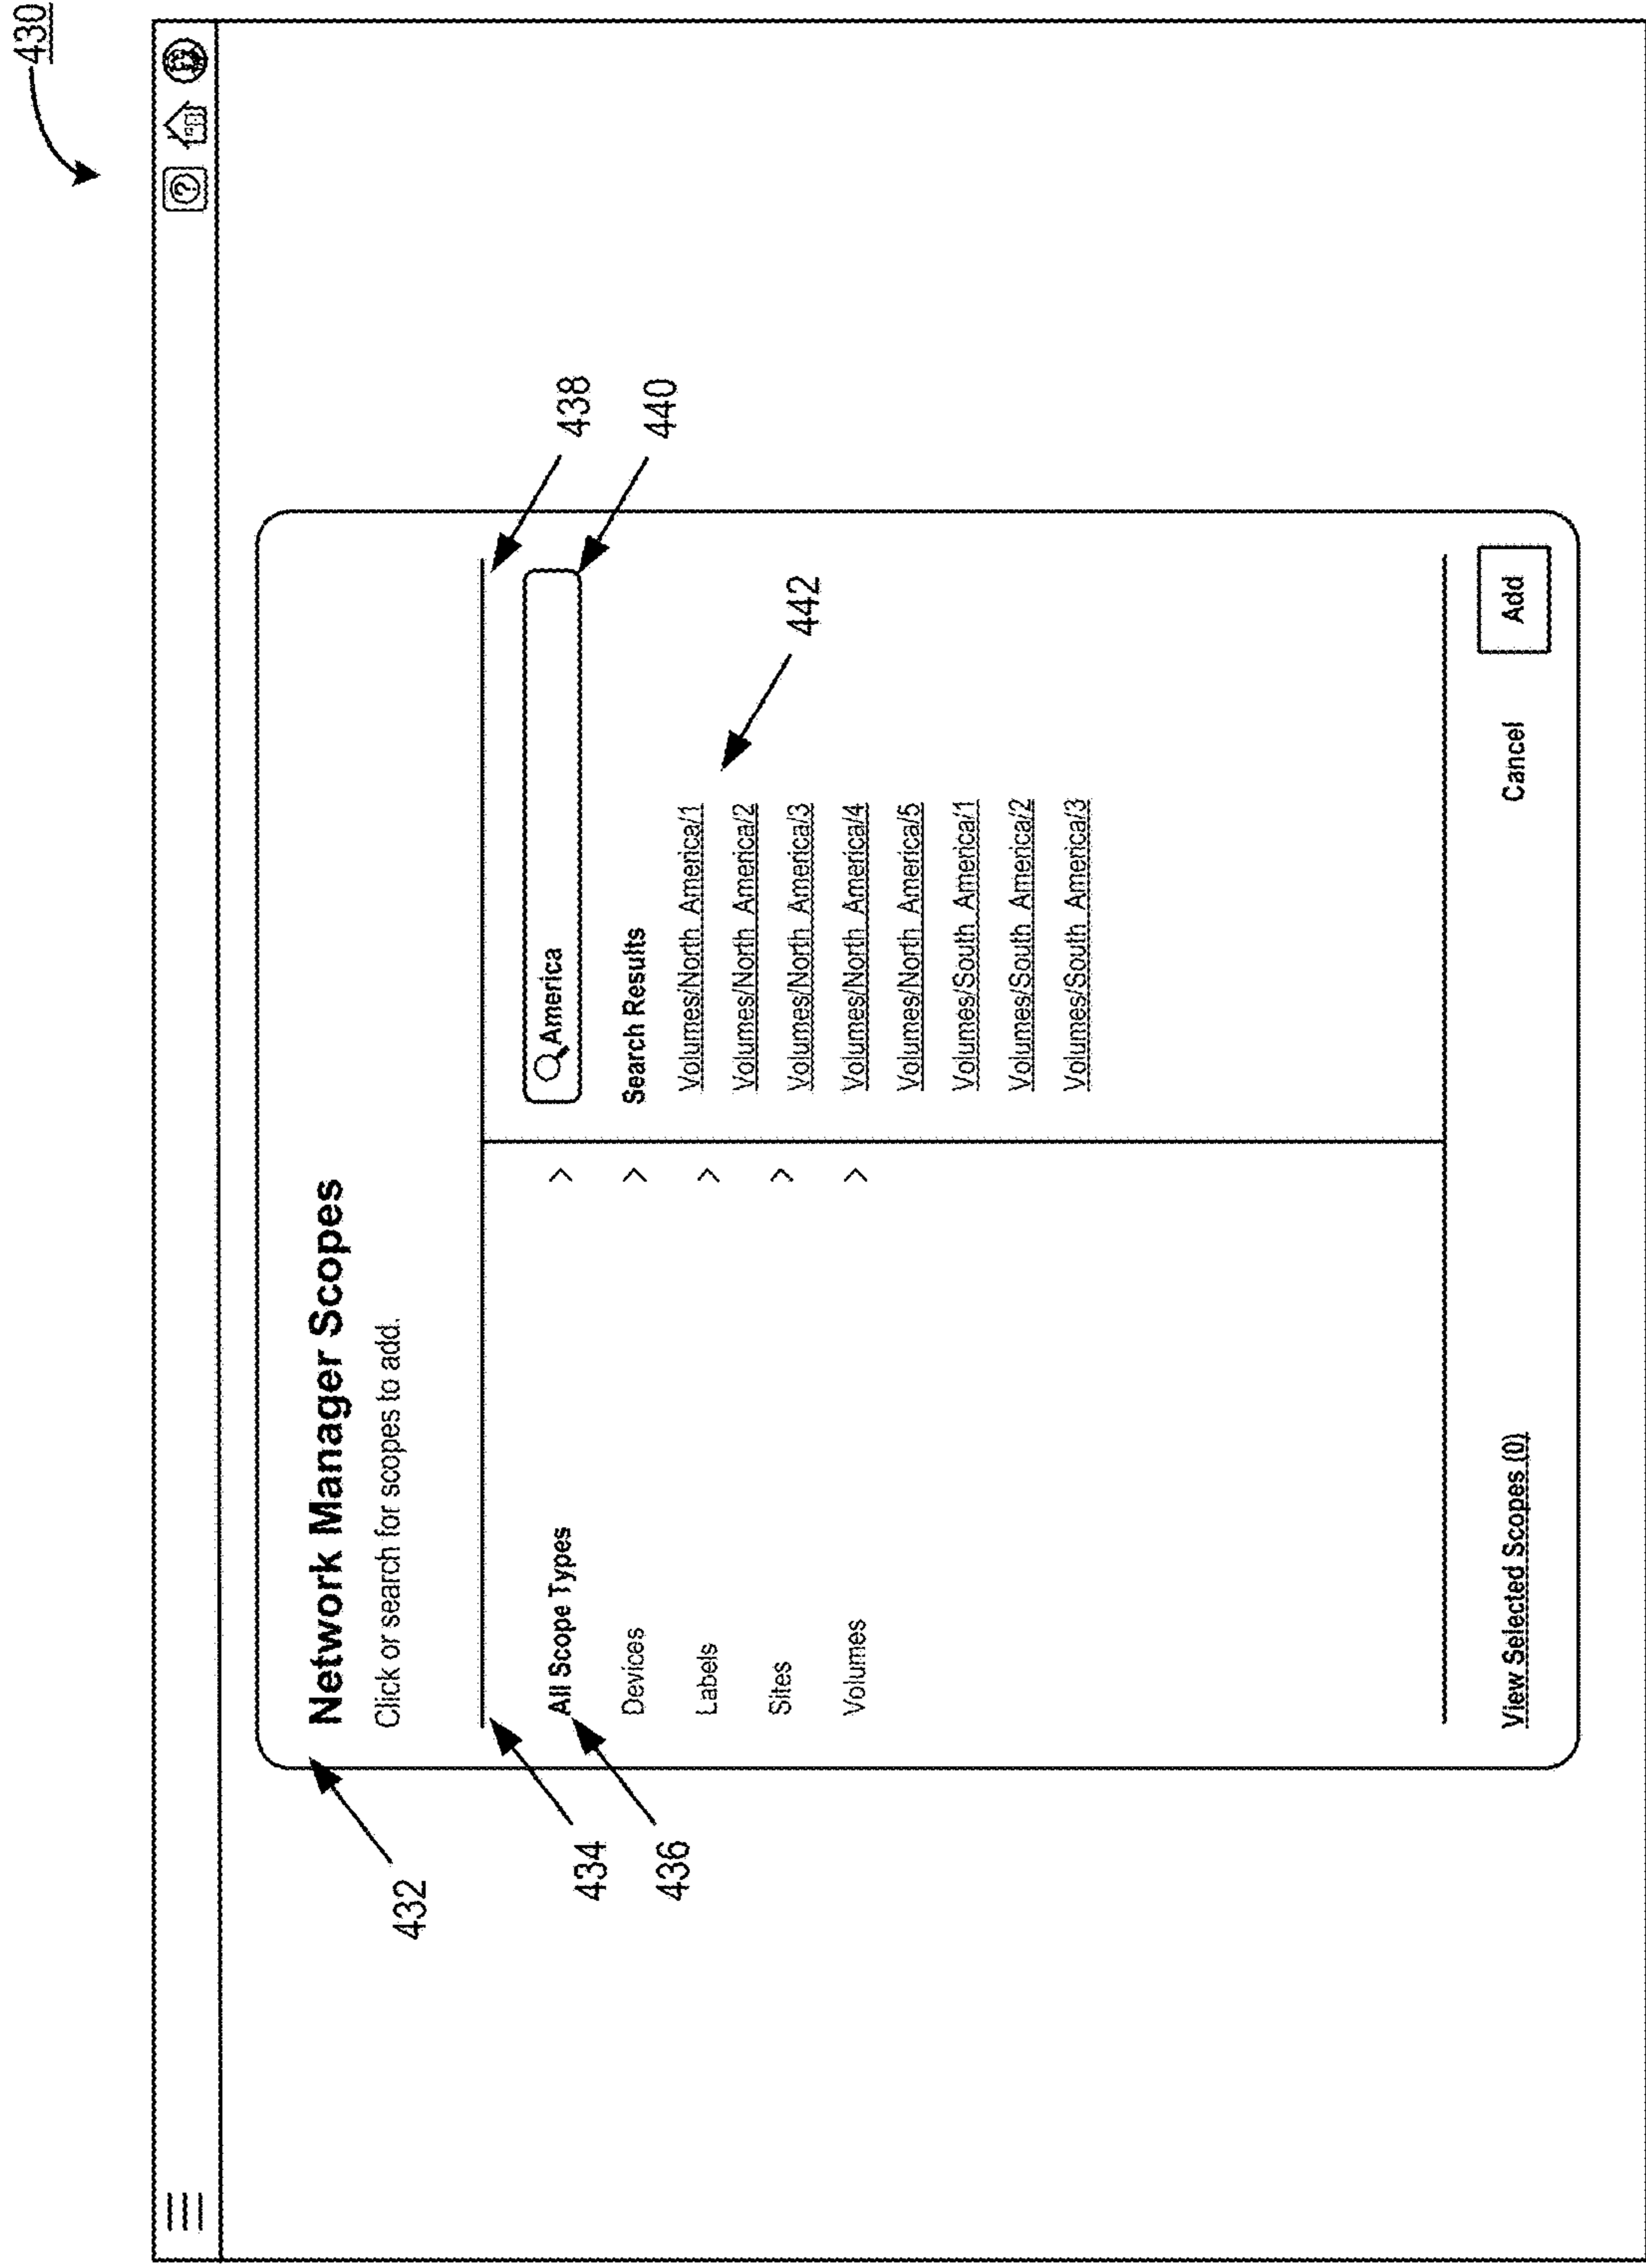 430
?
432
Network Manager Scopes
Click or search for scopes to add.
434
438
436
All Scope Types >
Devices >
Labels >
Sites >
Volumes >
440
America
Search Results
442
Volumes/North_America/1
Volumes/North_America/2
Volumes/North_America/3
Volumes/North_America/4
Volumes/North_America/5
Volumes/South_America/1
Volumes/South_America/2
Volumes/South_America/3
View Selected Scopes (0)
Cancel
Add